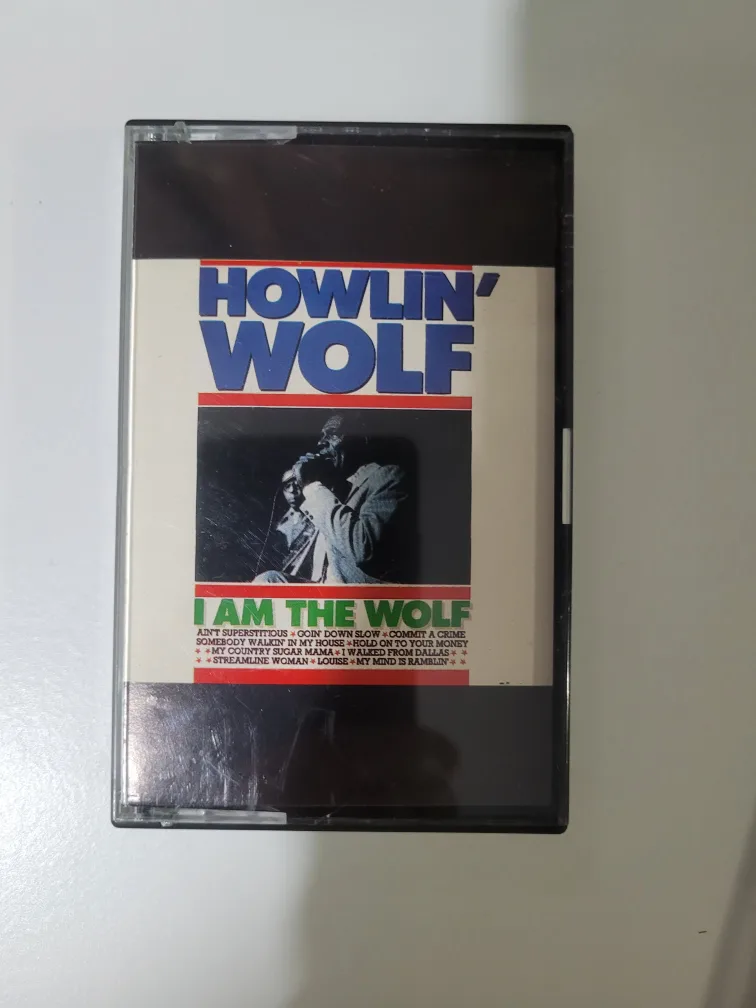 HOWLIN'
WOLF
I AM THE WOLF
AIN'T SUPERSTITIOUS * GOIN' DOWN SLOW * COMMIT A CRIME
SOMEBODY WALKIN' IN MY HOUSE * HOLD ON TO YOUR MONEY
* * MY COUNTRY SUGAR MAMA * I WALKED FROM DALLAS * *
* * STREAMLINE WOMAN * LOUISE * MY MIND IS RAMBLIN' * *